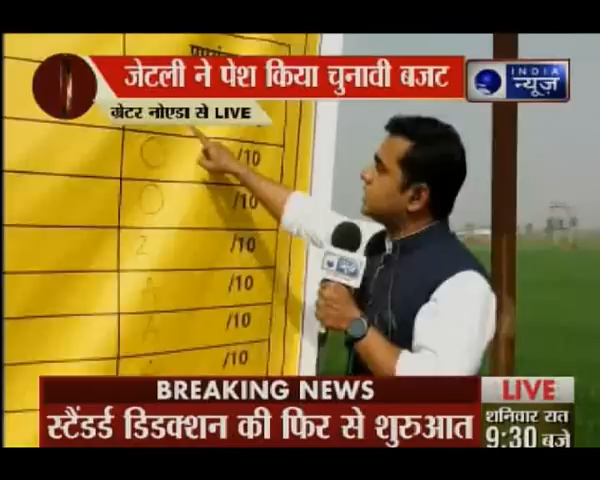 जेटली ने पेश किया चुनावी बजट
INDIA
न्यूज़
ग्रेटर नोएडा से LIVE
/10
/10
/10
/10
/10
/10
BREAKING NEWS
LIVE
स्टैंडर्ड डिडक्शन की फिर से शुरुआत
शनिवार रात
9:30 बजे